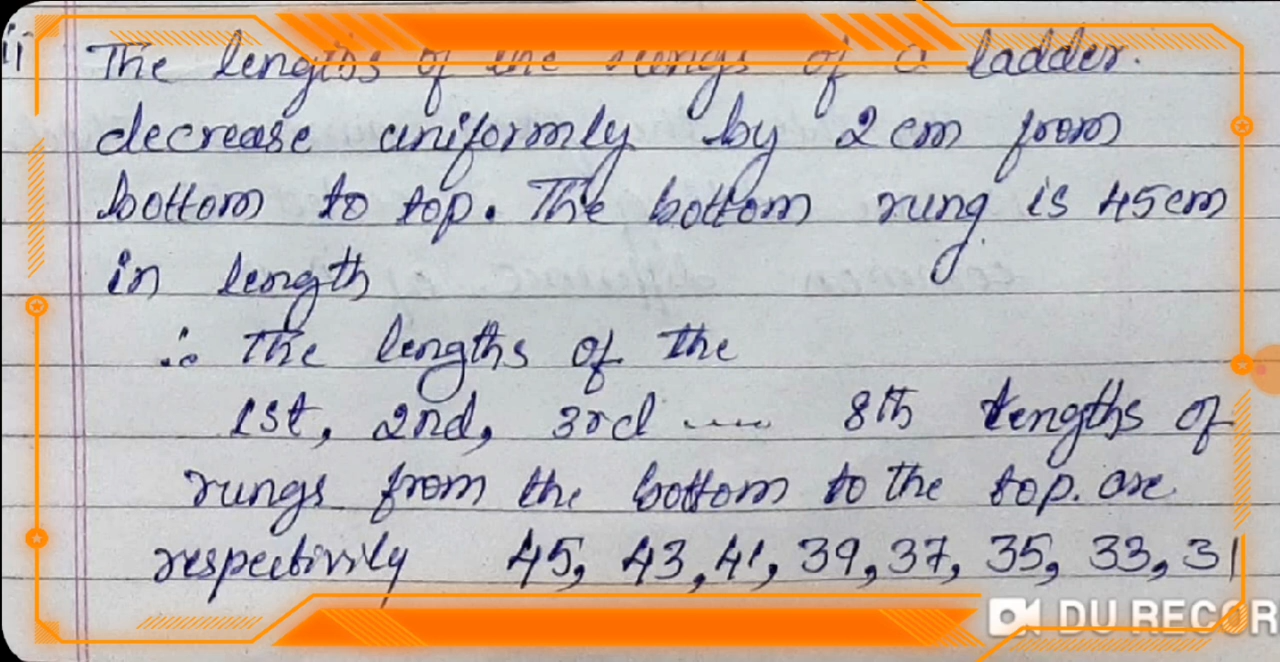 ii The lengths of the rungs of a ladder.
decrease uniformly by 2 cm from
bottom to top. The bottom rung is 45cm
in length
∴ The lengths of the
1st, 2nd, 3rd .... 8th lengths of
rungs from the bottom to the top. are
respectivily 45, 43, 41, 39, 37, 35, 33, 31
DU RECOR